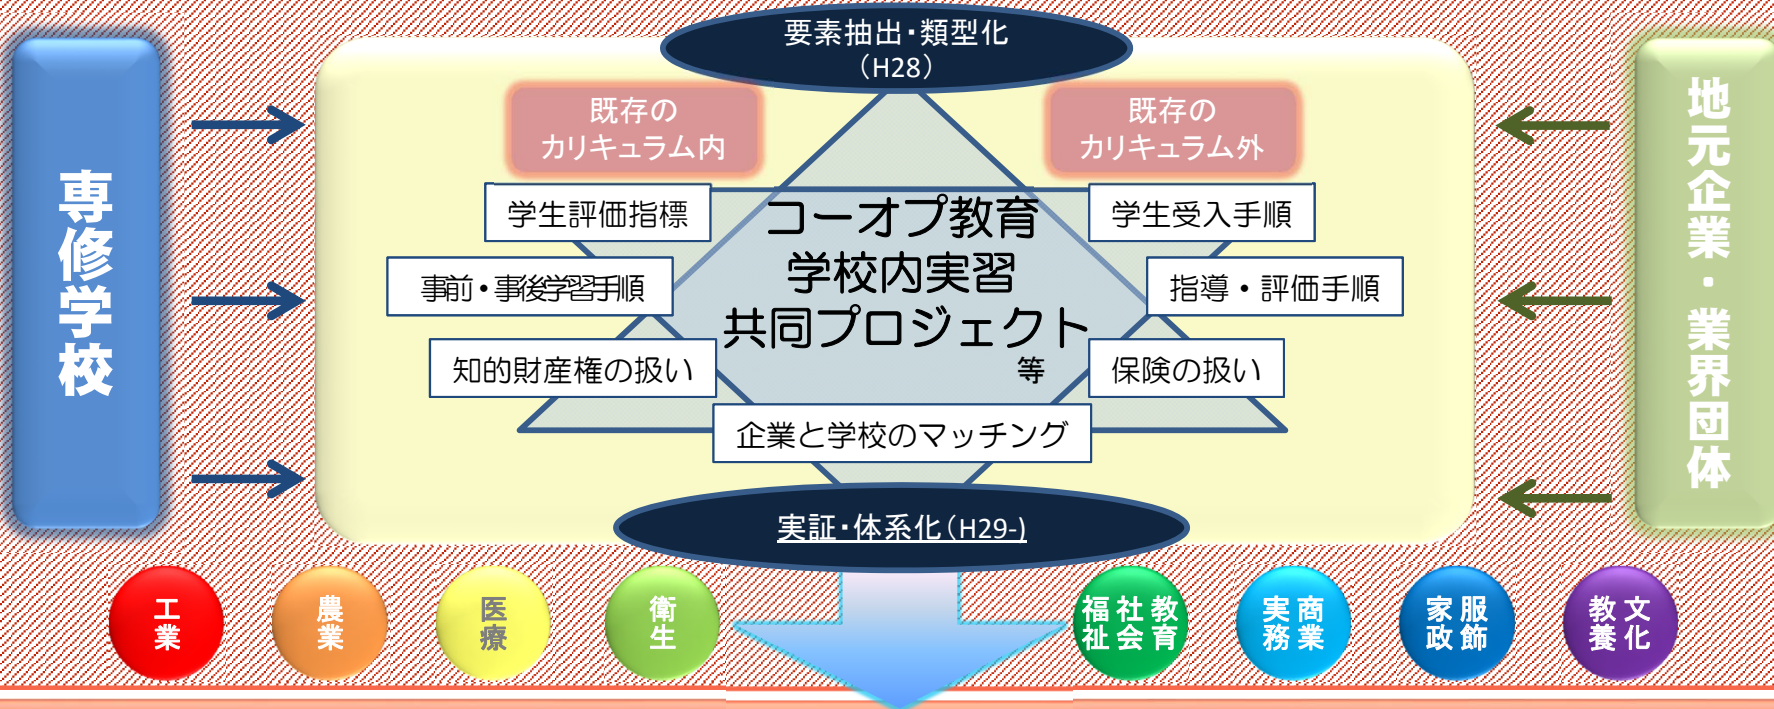 要素抽出・類型化
（H28）
専修学校
既存の
カリキュラム内
既存の
カリキュラム外
地元企業・業界団体
学生評価指標
学生受入手順
事前・事後学習手順
指導・評価手順
知的財産権の扱い
保険の扱い
コーオプ教育
学校内実習
共同プロジェクト
等
企業と学校のマッチング
実証・体系化（H29-)
工業
農業
医療
衛生
教育
社会
福祉
商業
実務
服飾
家政
文化
教養